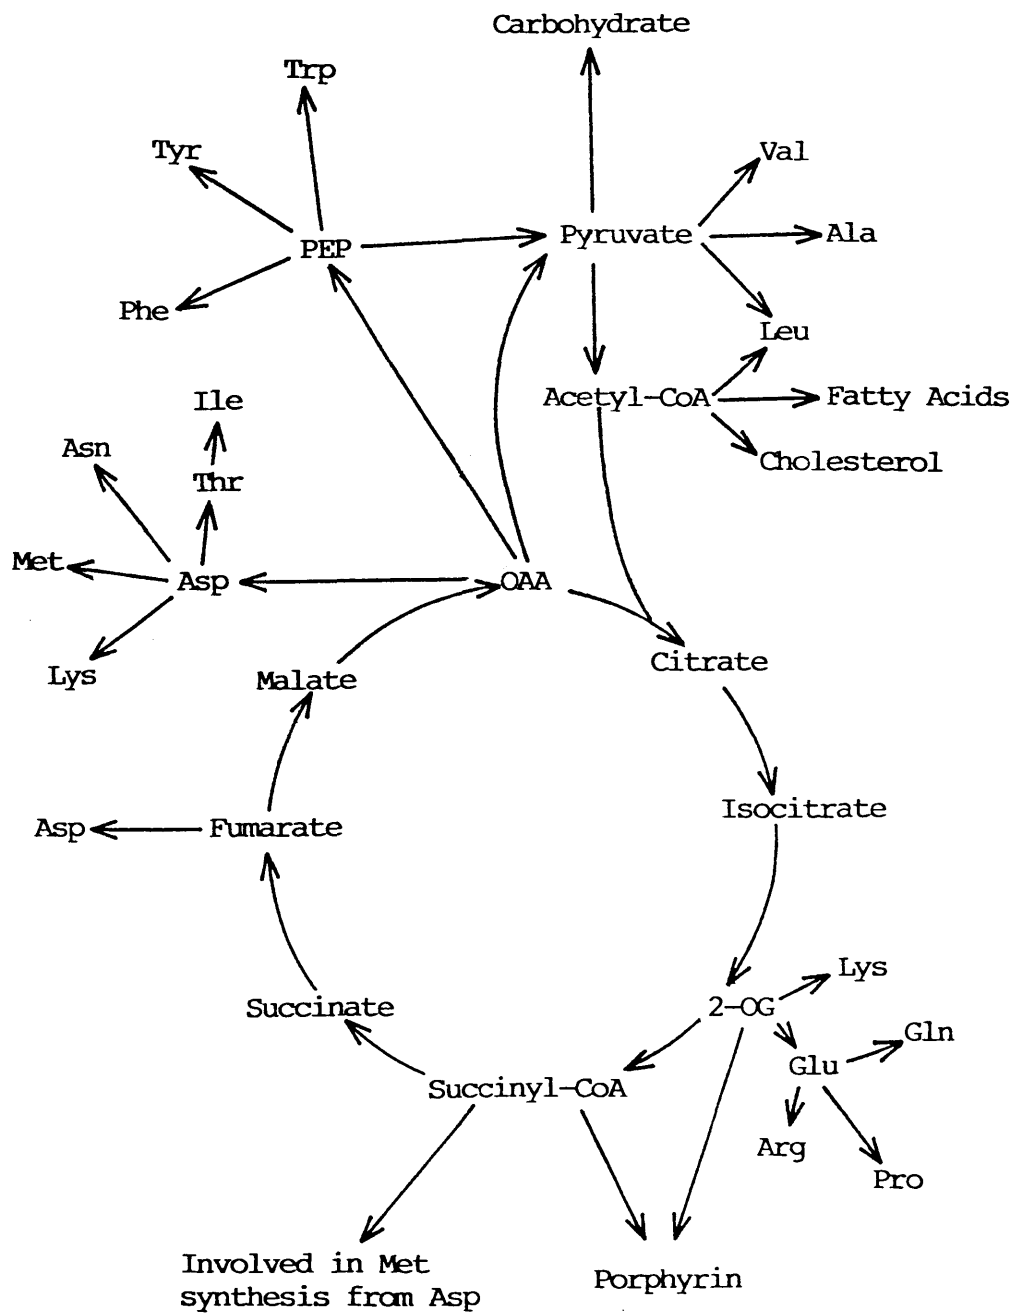 Carbohydrate
Trp
Tyr
Val
Pyruvate
Ala
PEP
Phe
Leu
Acetyl-CoA
Fatty Acids
Ile
Asn
Cholesterol
Thr
Met
Asp
OAA
Citrate
Lys
Malate
Isocitrate
Asp
Fumarate
Lys
Succinate
2-OG
Gln
Glu
Succinyl-CoA
Arg
Pro
Involved in Met
synthesis from Asp
Porphyrin